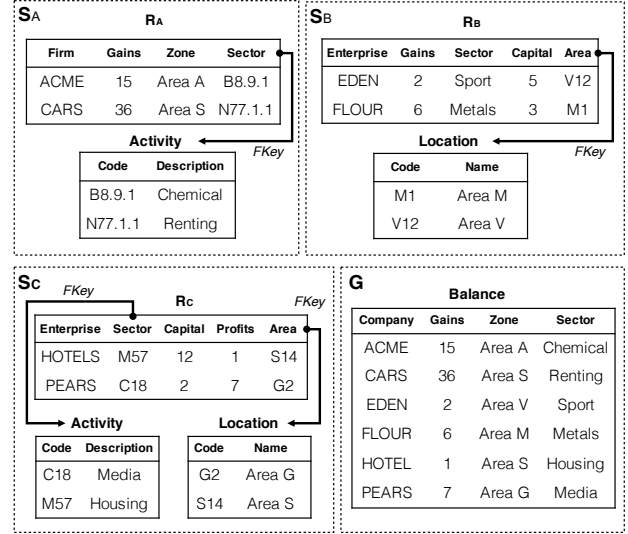 SA
RA
Firm Gains Zone Sector
ACME 15 Area A B8.9.1
CARS 36 Area S N77.1.1
Activity
FKey
Code Description
B8.9.1 Chemical
N77.1.1 Renting
SB
RB
Enterprise Gains Sector Capital Area
EDEN 2 Sport 5 V12
FLOUR 6 Metals 3 M1
Location
FKey
Code Name
M1 Area M
V12 Area V
SC
FKey
RC
FKey
Enterprise Sector Capital Profits Area
HOTELS M57 12 1 S14
PEARS C18 2 7 G2
Activity
Code Description
C18 Media
M57 Housing
Location
Code Name
G2 Area G
S14 Area S
G
Balance
Company Gains Zone Sector
ACME 15 Area A Chemical
CARS 36 Area S Renting
EDEN 2 Area V Sport
FLOUR 6 Area M Metals
HOTEL 1 Area S Housing
PEARS 7 Area G Media